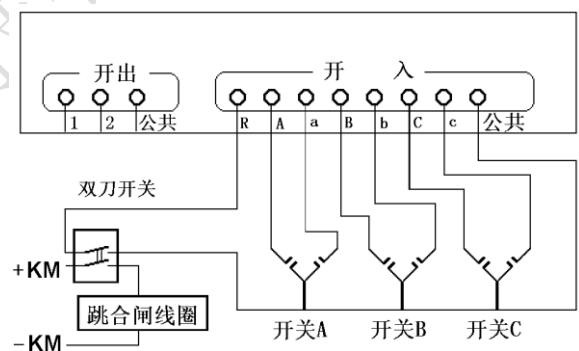 开出
开 入
1 2 公共
R A a B b C c 公共
双刀开关
+KM
跳合闸线圈
-KM
开关A 开关B 开关C